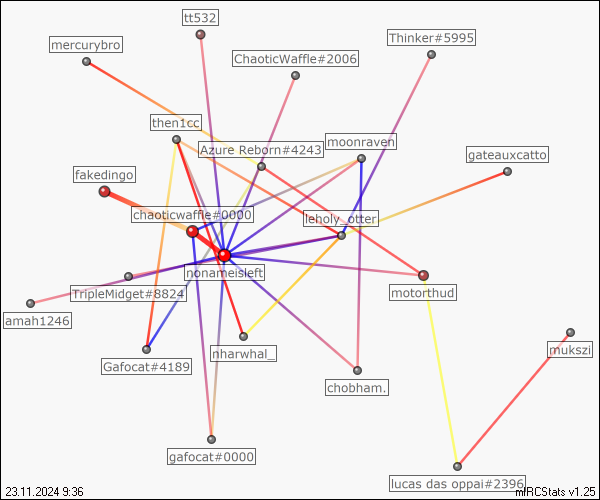 tt532
mercurybro
Thinker#5995
ChaoticWaffle#2006
then1cc
Azure Reborn#4243
moonraven
gateauxcatto
fakedingo
chaoticwaffle#0000
leholy_otter
nonameisleft
TripleMidget#8824
motorthud
amah1246
Gafocat#4189
nharwhal_
mukszi
chobham.
gafocat#0000
lucas das oppai#2396
23.11.2024 9:36
mIRCStats v1.25